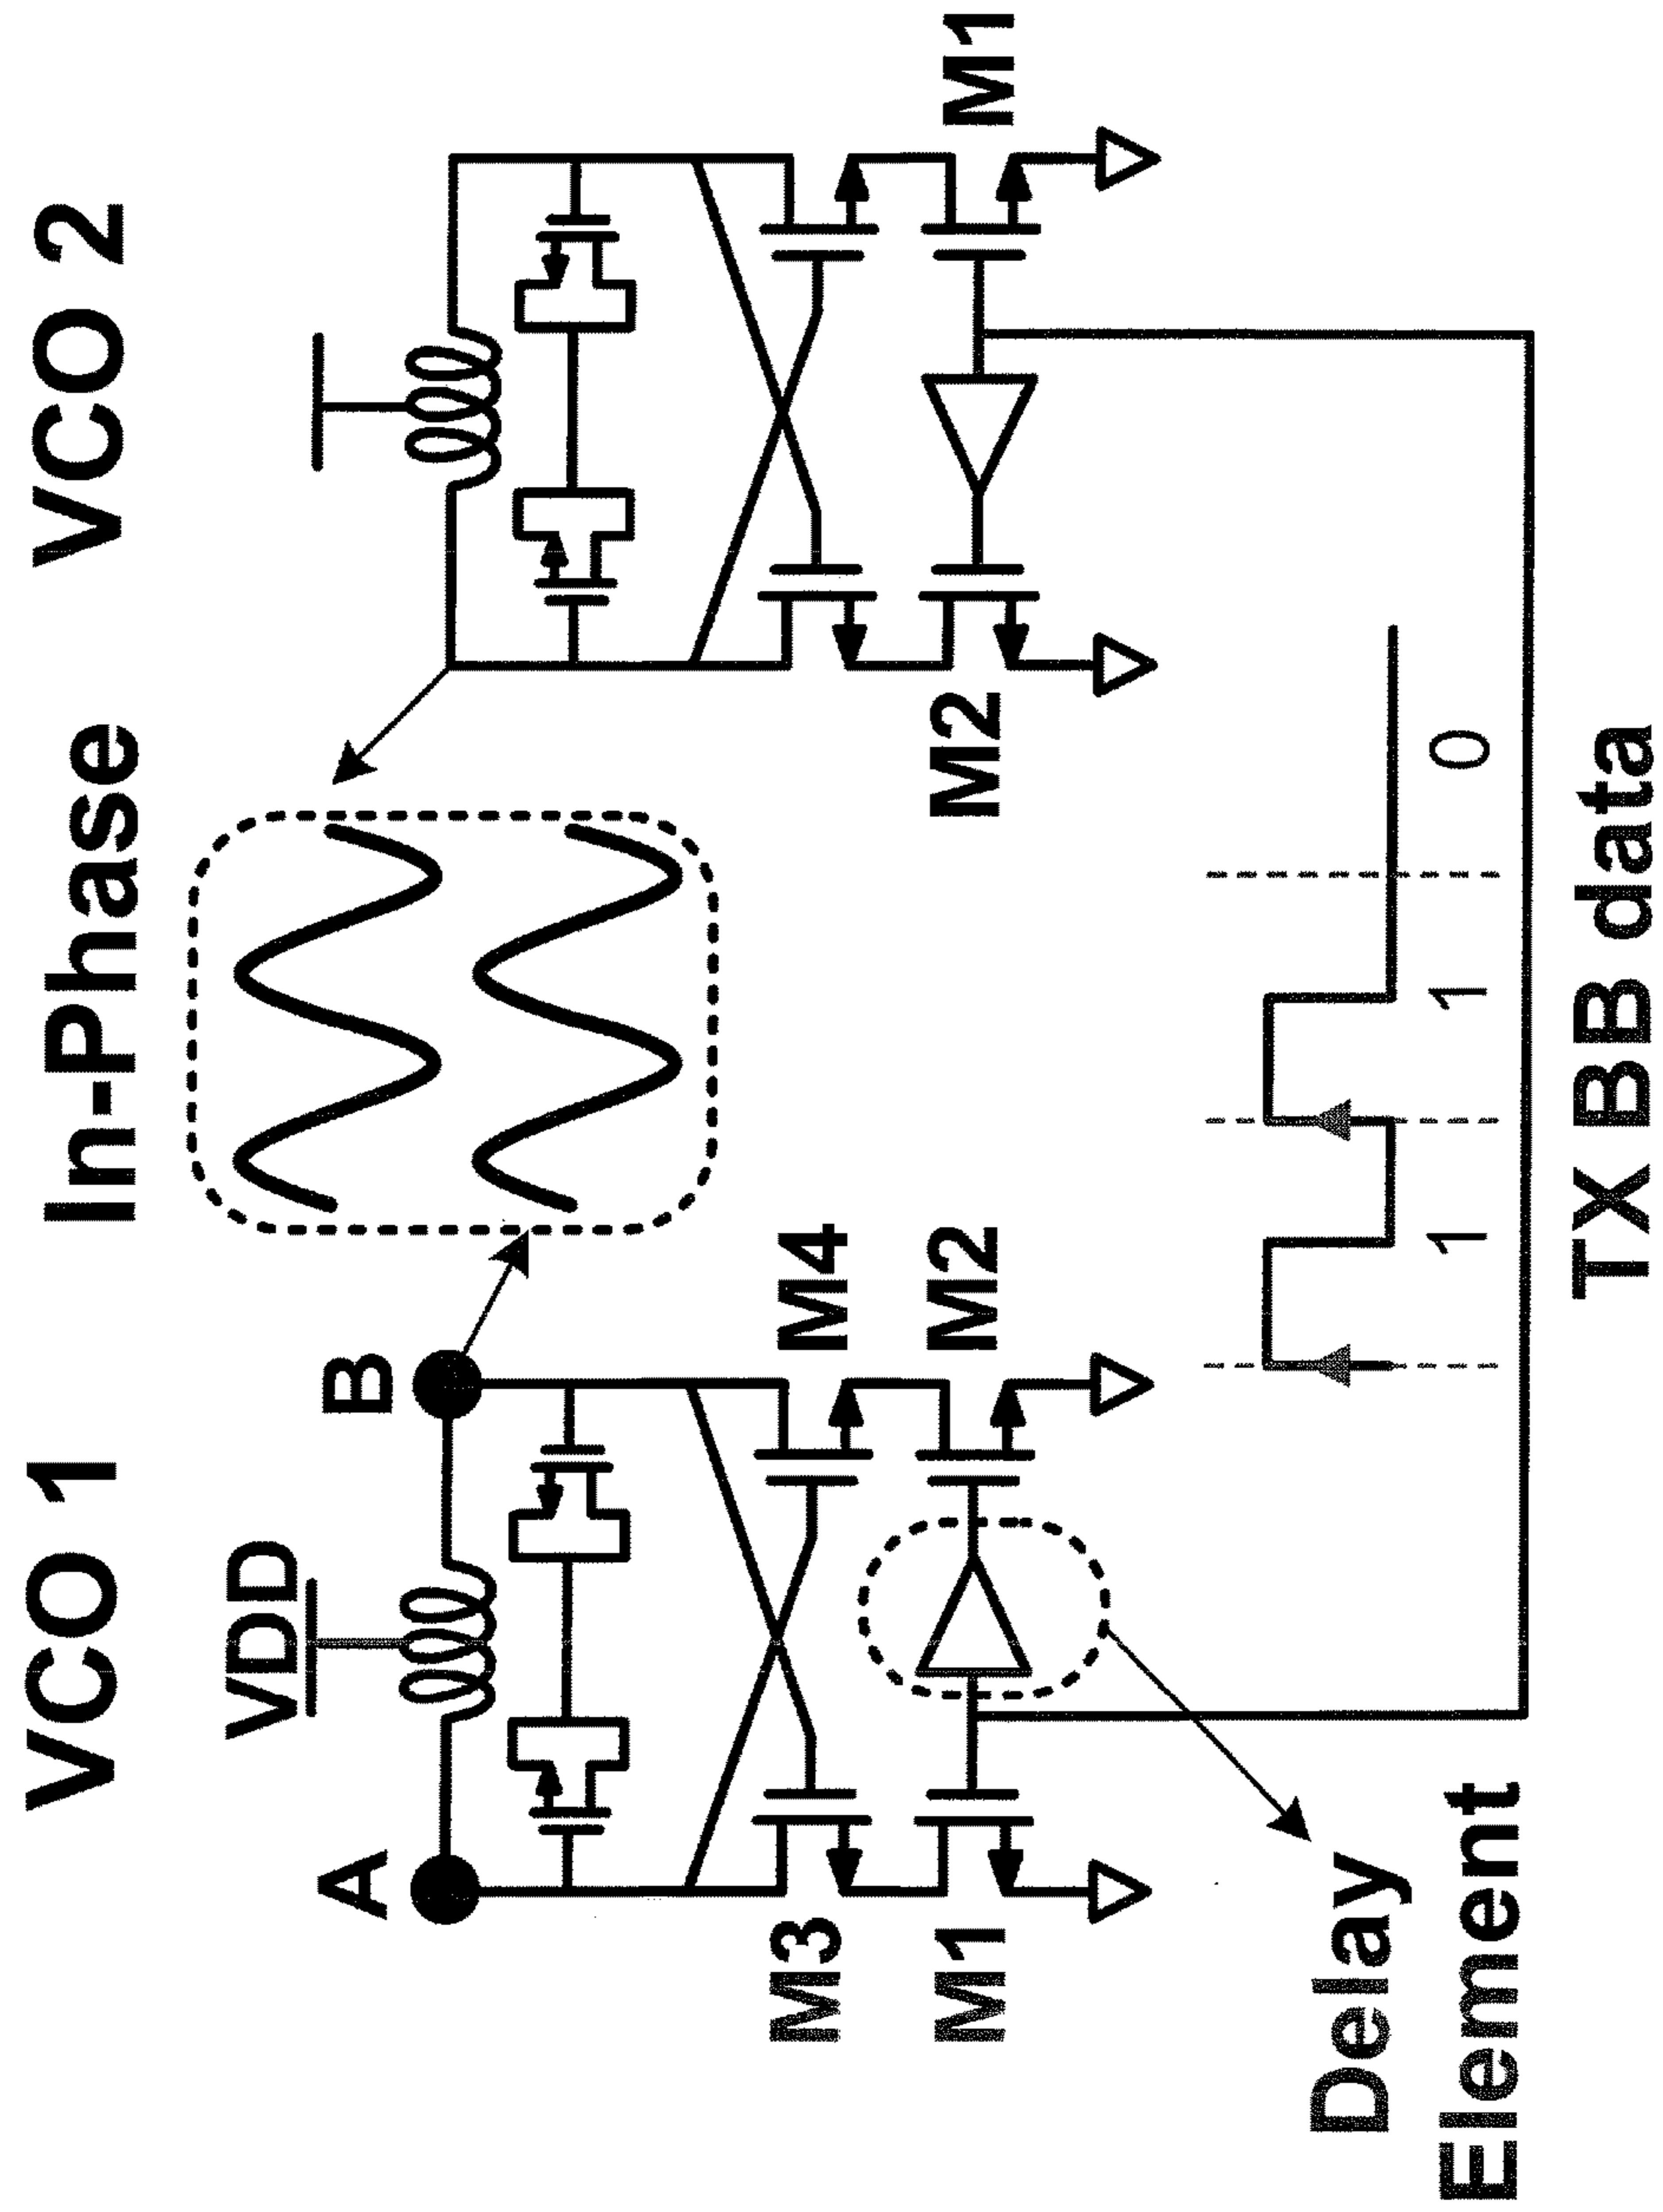 VCO 1
In-Phase
VCO 2
VDD
A
B
M3
M4
M2
M1
M1
M2
M1
1
1
0
Delay
Element
TX BB data